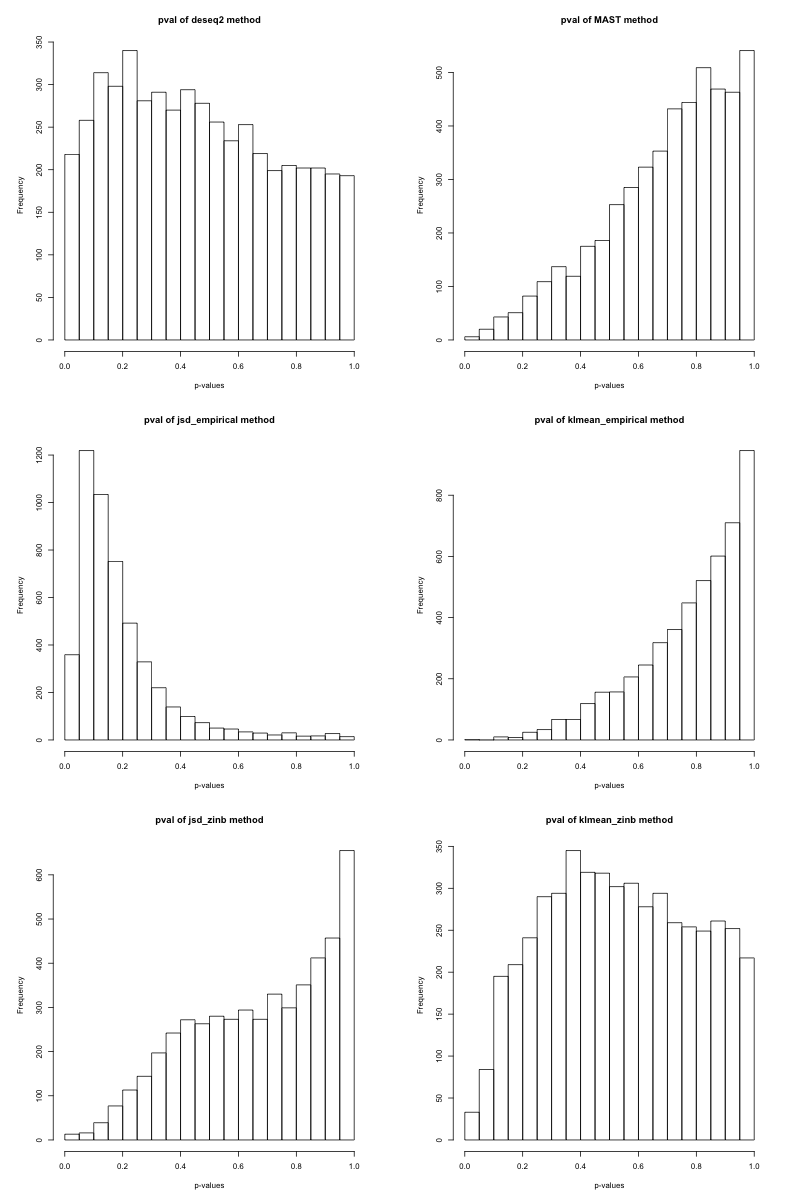 pval of deseq2 method
Frequency
0 50 100 150 200 250 300 350
0.0 0.2 0.4 0.6 0.8 1.0
p-values
pval of MAST method
Frequency
0 100 200 300 400 500
0.0 0.2 0.4 0.6 0.8 1.0
p-values
pval of jsd_empirical method
Frequency
0 200 400 600 800 1000 1200
0.0 0.2 0.4 0.6 0.8 1.0
p-values
pval of klmean_empirical method
Frequency
0 200 400 600 800
0.0 0.2 0.4 0.6 0.8 1.0
p-values
pval of jsd_zinb method
Frequency
0 100 200 300 400 500 600
0.0 0.2 0.4 0.6 0.8 1.0
p-values
pval of klmean_zinb method
Frequency
0 50 100 150 200 250 300 350
0.0 0.2 0.4 0.6 0.8 1.0
p-values